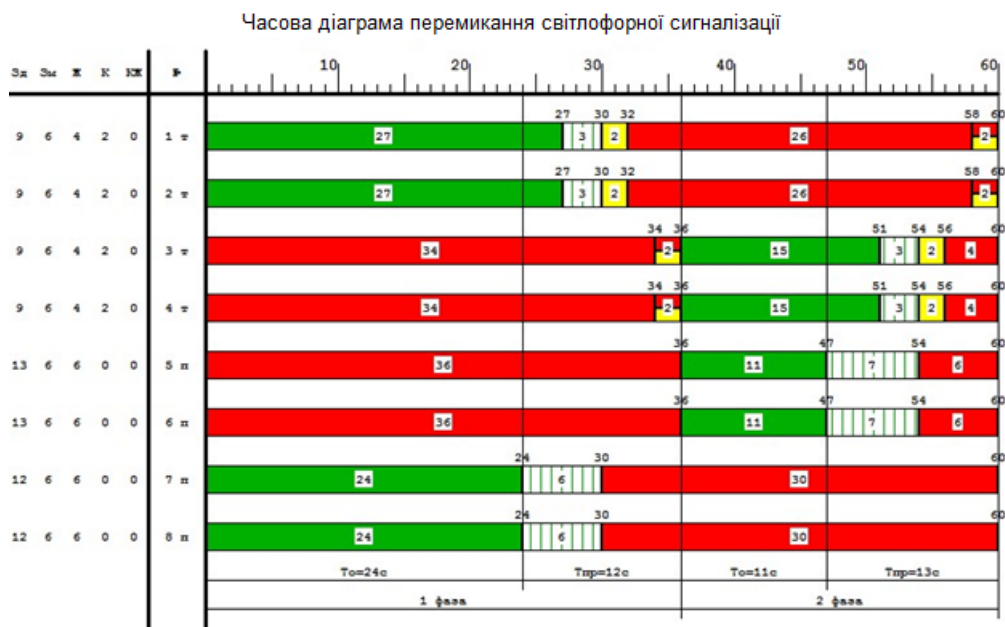 Часова діаграма перемикання світлофорної сигналізації
Зд Зм Ж К КЖ № 10 20 30 40 50 60
27 30 32 58 60
9 6 4 2 0 1 т 27 3 2 26 2
27 30 32 58 60
9 6 4 2 0 2 т 27 3 2 26 2
34 36 51 54 56 60
9 6 4 2 0 3 т 34 2 15 3 2 4
34 36 51 54 56 60
9 6 4 2 0 4 т 34 2 15 3 2 4
36 47 54 60
13 6 6 0 0 5 п 36 11 7 6
36 47 54 60
13 6 6 0 0 6 п 36 11 7 6
24 30 60
12 6 6 0 0 7 п 24 6 30
24 30 60
12 6 6 0 0 8 п 24 6 30
То=24с Тпр=12с То=11с Тпр=13с
1 фаза 2 фаза